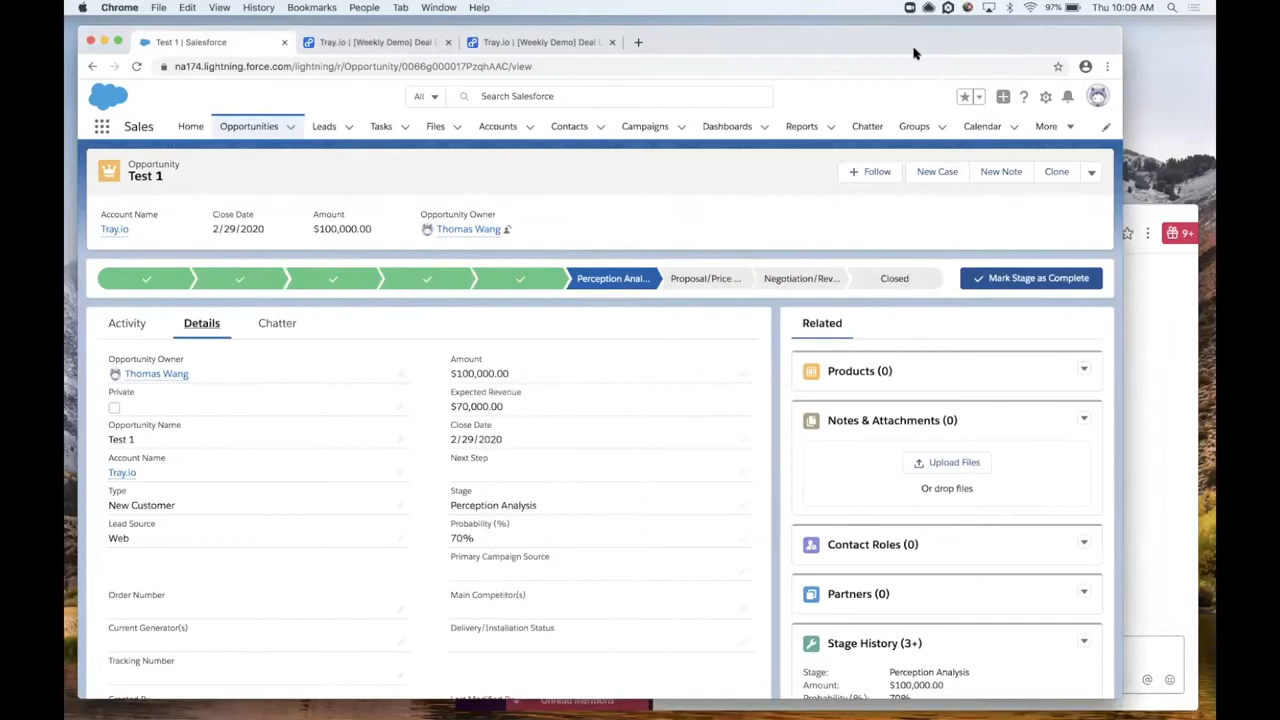 Chrome File Edit View History Bookmarks People Tab Window Help 97% Thu 10:09 AM
Test 1 | Salesforce Tray.io | [Weekly Demo] Deal Tray.io | [Weekly Demo] Deal
na174.lightning.force.com/lightning/r/Opportunity/0066g000017PzqhAAC/view
All Search Salesforce
Sales Home Opportunities Leads Tasks Files Accounts Contacts Campaigns Dashboards Reports Chatter Groups Calendar More
Opportunity
Test 1
+ Follow New Case New Note Clone
Account Name Close Date Amount Opportunity Owner
Tray.io 2/29/2020 $100,000.00 Thomas Wang
9+
Perception Anal... Proposal/Price ... Negotiation/Rev... Closed Mark Stage as Complete
Activity Details Chatter
Opportunity Owner
Thomas Wang
Private
Opportunity Name
Test 1
Account Name
Tray.io
Type
New Customer
Lead Source
Web
Order Number
Current Generator(s)
Tracking Number
Amount
$100,000.00
Expected Revenue
$70,000.00
Close Date
2/29/2020
Next Step
Stage
Perception Analysis
Probability (%)
70%
Primary Campaign Source
Main Competitor(s)
Delivery/Installation Status
Related
Products (0)
Notes & Attachments (0)
Upload Files
Or drop files
Contact Roles (0)
Partners (0)
Stage History (3+)
Stage: Perception Analysis
Amount: $100,000.00
Probability (%): 70%